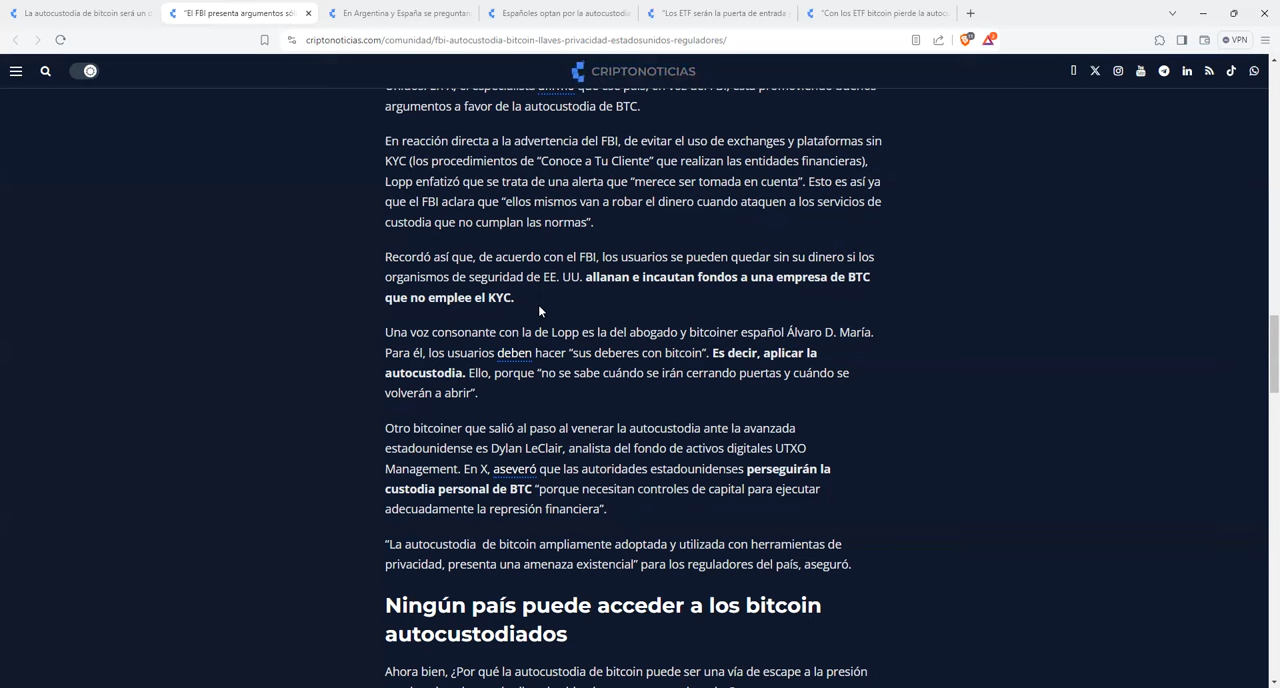 La autocustodia de bitcoin será un d
"El FBI presenta argumentos sóli
En Argentina y España se preguntan
Españoles optan por la autocustodia
"Los ETF serán la puerta de entrada
"Con los ETF bitcoin pierde la autoc
criptonoticias.com/comunidad/fbi-autocustodia-bitcoin-llaves-privacidad-estadosunidos-reguladores/
VPN
CRIPTONOTICIAS
argumentos a favor de la autocustodia de BTC.
En reacción directa a la advertencia del FBI, de evitar el uso de exchanges y plataformas sin
KYC (los procedimientos de "Conoce a Tu Cliente" que realizan las entidades financieras),
Lopp enfatizó que se trata de una alerta que "merece ser tomada en cuenta". Esto es así ya
que el FBI aclara que "ellos mismos van a robar el dinero cuando ataquen a los servicios de
custodia que no cumplan las normas".
Recordó así que, de acuerdo con el FBI, los usuarios se pueden quedar sin su dinero si los
organismos de seguridad de EE. UU. allanan e incautan fondos a una empresa de BTC
que no emplee el KYC.
Una voz consonante con la de Lopp es la del abogado y bitcoiner español Álvaro D. María.
Para él, los usuarios deben hacer "sus deberes con bitcoin". Es decir, aplicar la
autocustodia. Ello, porque "no se sabe cuándo se irán cerrando puertas y cuándo se
volverán a abrir".
Otro bitcoiner que salió al paso al venerar la autocustodia ante la avanzada
estadounidense es Dylan LeClair, analista del fondo de activos digitales UTXO
Management. En X, aseveró que las autoridades estadounidenses perseguirán la
custodia personal de BTC "porque necesitan controles de capital para ejecutar
adecuadamente la represión financiera".
"La autocustodia de bitcoin ampliamente adoptada y utilizada con herramientas de
privacidad, presenta una amenaza existencial" para los reguladores del país, aseguró.
Ningún país puede acceder a los bitcoin
autocustodiados
Ahora bien, ¿Por qué la autocustodia de bitcoin puede ser una vía de escape a la presión